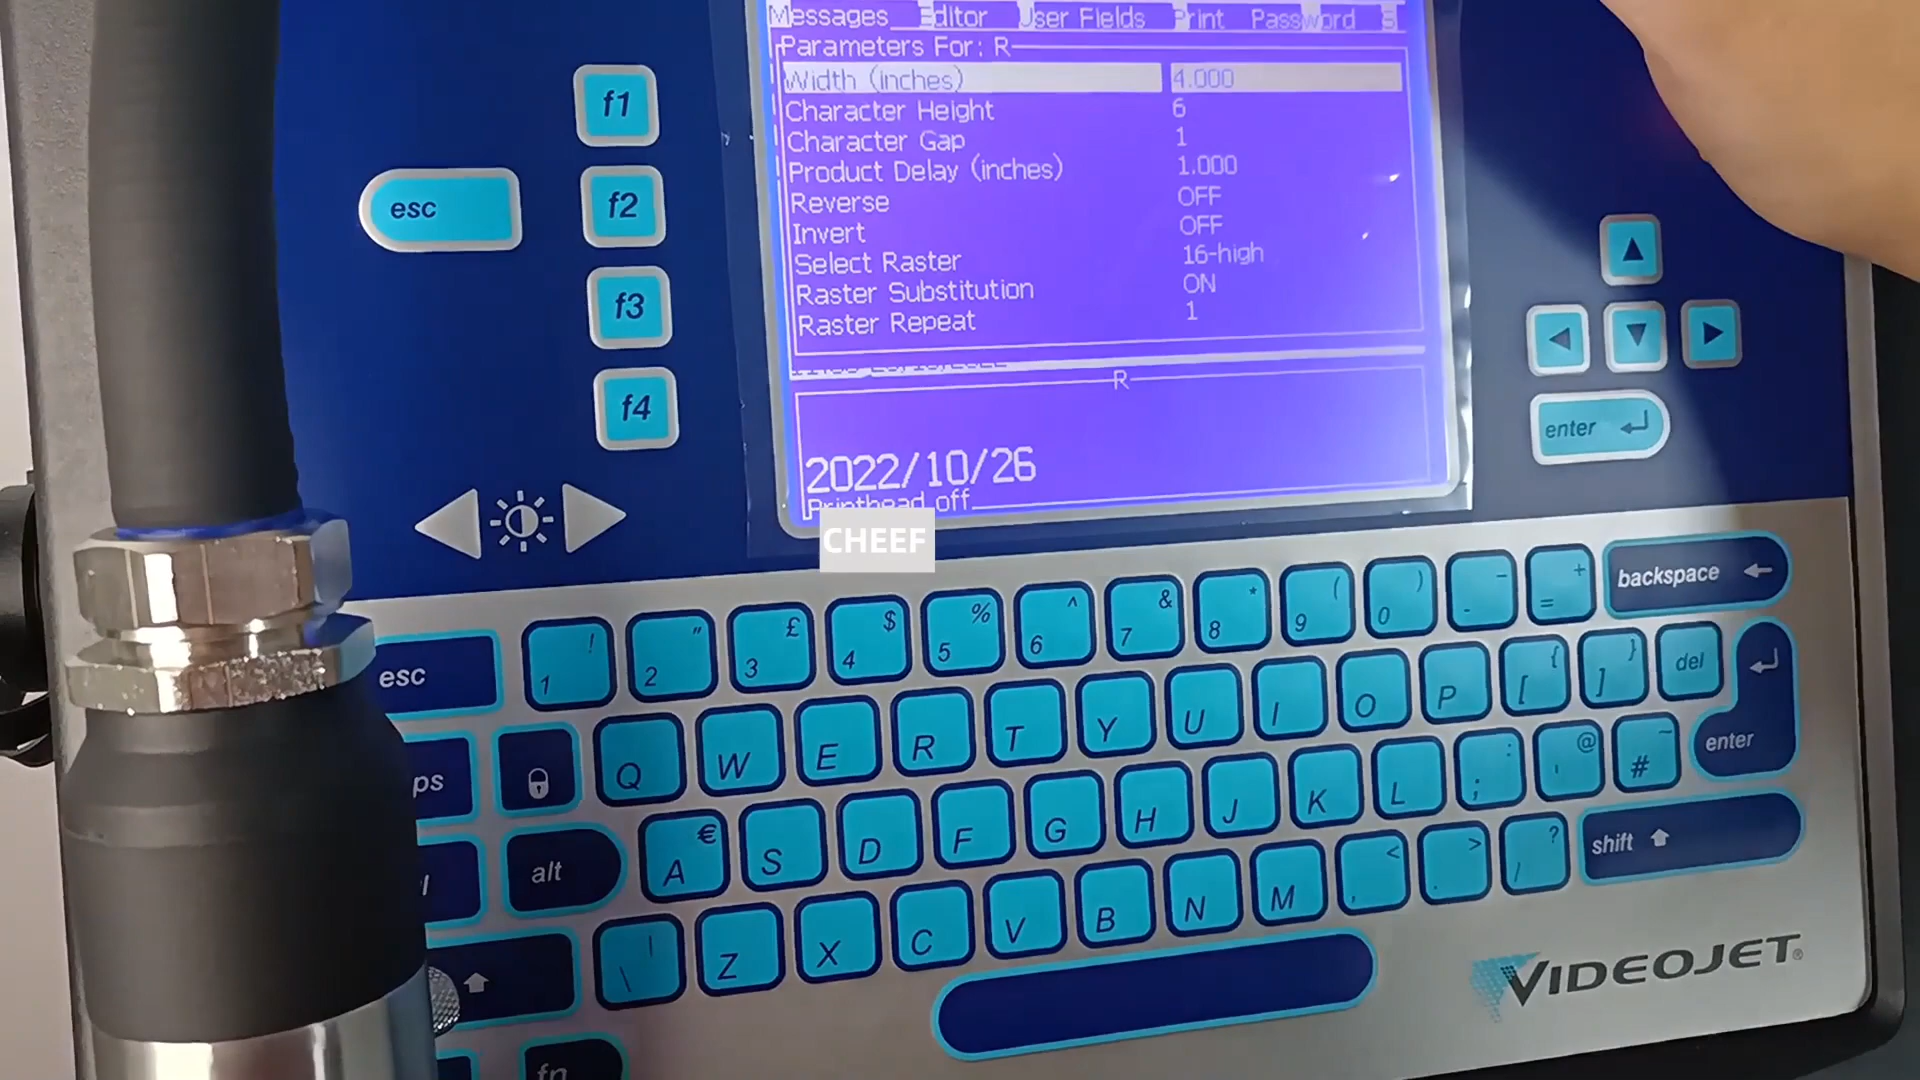 Messages Editor User Fields Print Password S
Parameters For: R
Width (inches) 4.000
Character Height 6
Character Gap 1
Product Delay (inches) 1.000
Reverse OFF
Invert OFF
Select Raster 16-high
Raster Substitution ON
Raster Repeat 1
R
2022/10/26
Printhead off
CHEEF
f1
esc
f2
f3
f4
enter
esc ! 1 " 2 £ 3 $ 4 % 5 ^ 6 & 7 * 8 ( 9 ) 0 - - + = backspace
ps Q W E R T Y U I O P { [ } ] del enter
l alt € A S D F G H J K L : ; @ ' ~ #
| \ Z X C V B N M < , > . ? / shift
fn
VIDEOJET®